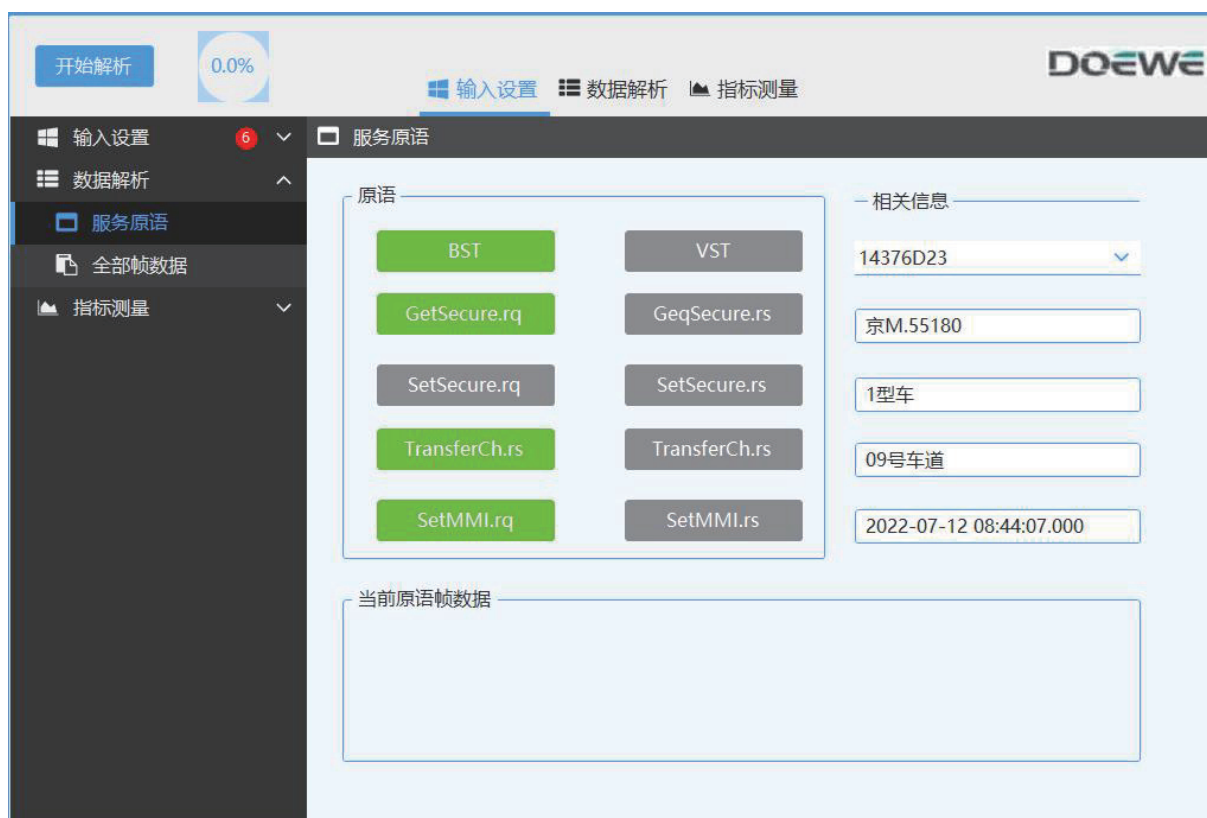 开始解析
0.0%
输入设置 数据解析 指标测量
DOEWE
输入设置 6
数据解析
服务原语
全部帧数据
指标测量
服务原语
原语
BST VST
GetSecure.rq GeqSecure.rs
SetSecure.rq SetSecure.rs
TransferCh.rs TransferCh.rs
SetMMI.rq SetMMI.rs
相关信息
14376D23
京M.55180
1型车
09号车道
2022-07-12 08:44:07.000
当前原语帧数据